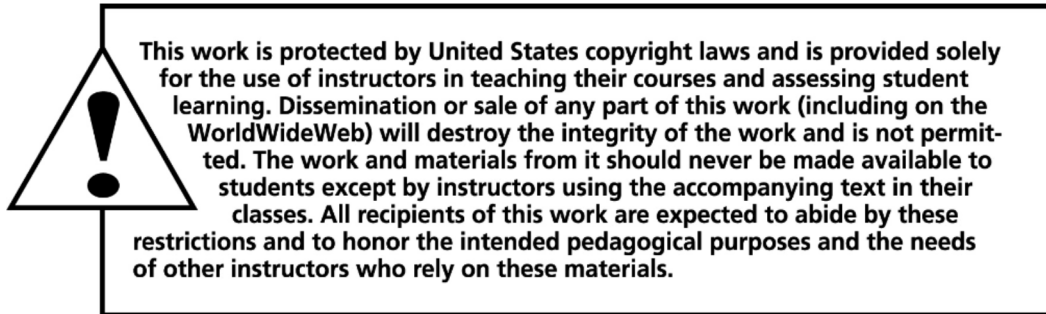 This work is protected by United States copyright laws and is provided solely
for the use of instructors in teaching their courses and assessing student
learning. Dissemination or sale of any part of this work (including on the
WorldWideWeb) will destroy the integrity of the work and is not permit-
ted. The work and materials from it should never be made available to
students except by instructors using the accompanying text in their
classes. All recipients of this work are expected to abide by these
restrictions and to honor the intended pedagogical purposes and the needs
of other instructors who rely on these materials.